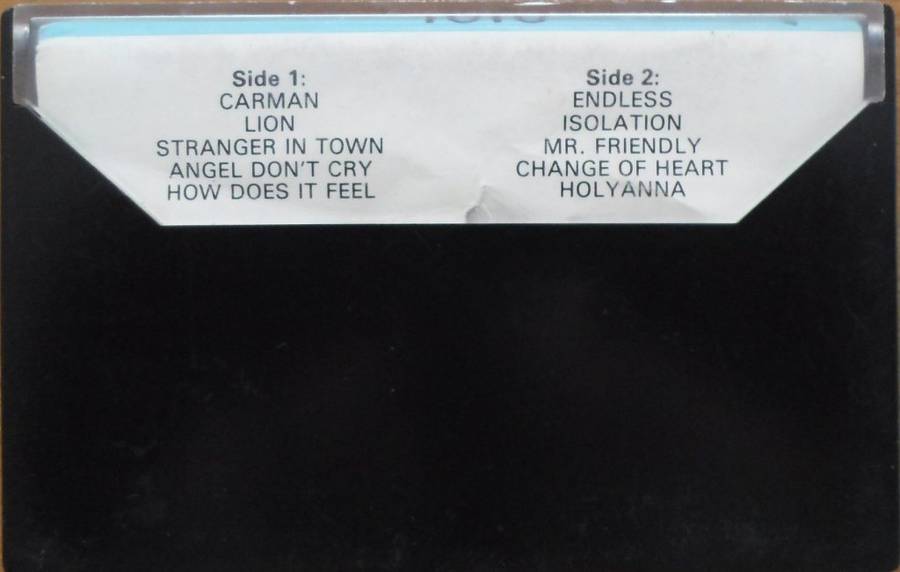 Side 1:
CARMAN
LION
STRANGER IN TOWN
ANGEL DON'T CRY
HOW DOES IT FEEL
Side 2:
ENDLESS
ISOLATION
MR. FRIENDLY
CHANGE OF HEART
HOLYANNA